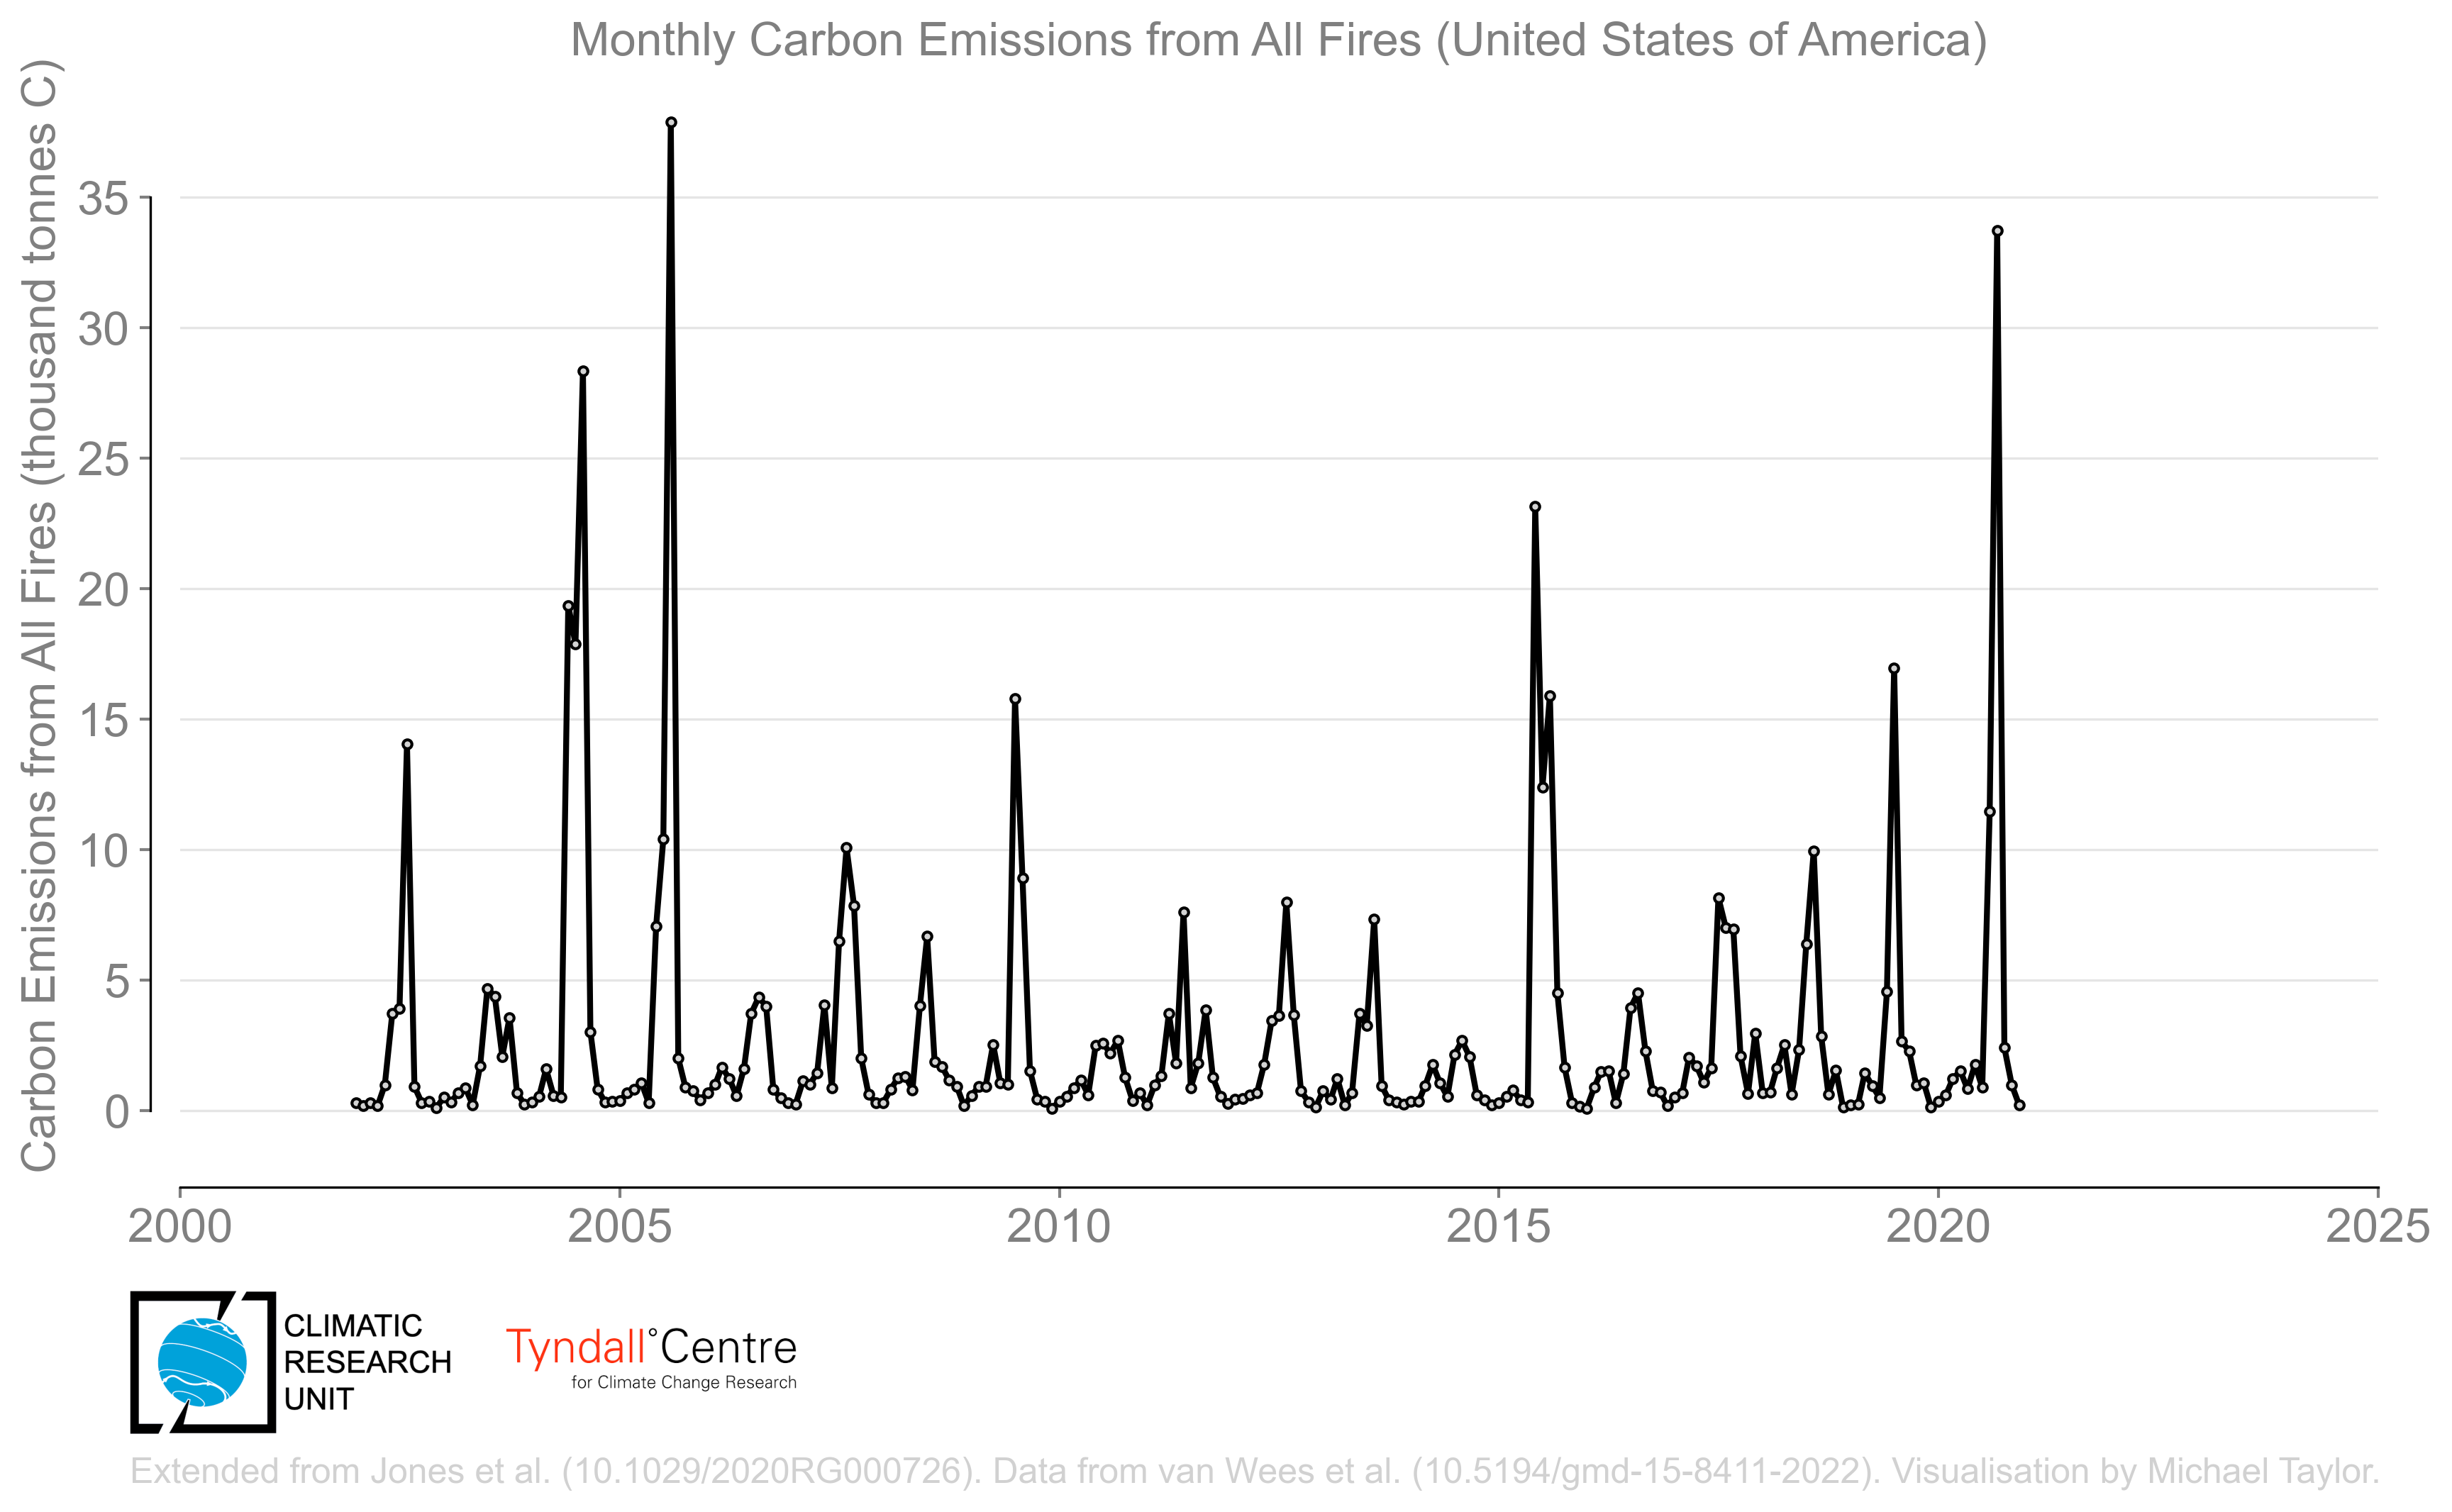 Monthly Carbon Emissions from All Fires (United States of America)
Carbon Emissions from All Fires (thousand tonnes C)
35
30
25
20
15
10
5
0
2000
2005
2010
2015
2020
2025
CLIMATIC
RESEARCH
UNIT
Tyndall°Centre
for Climate Change Research
Extended from Jones et al. (10.1029/2020RG000726). Data from van Wees et al. (10.5194/gmd-15-8411-2022). Visualisation by Michael Taylor.